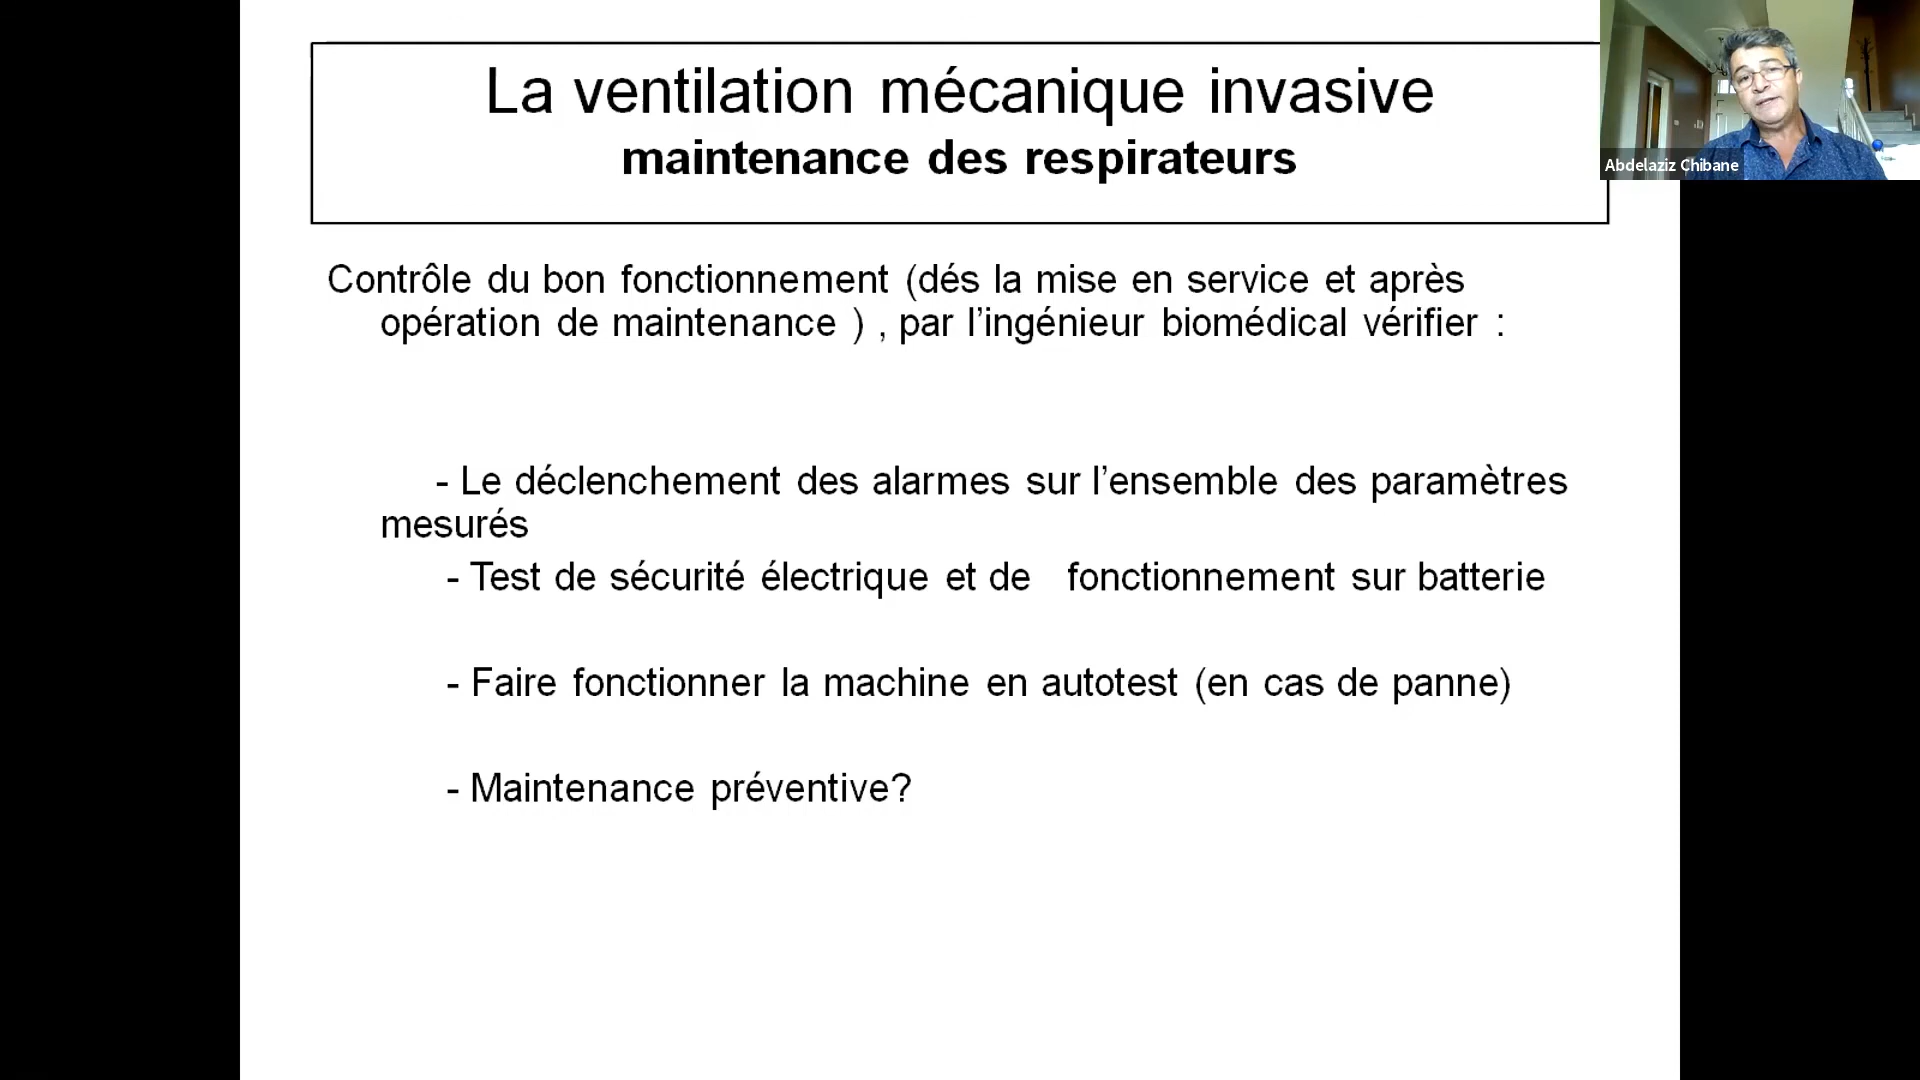 La ventilation mécanique invasive
maintenance des respirateurs
Abdelaziz Chibane
Contrôle du bon fonctionnement (dés la mise en service et après
opération de maintenance ) , par l’ingénieur biomédical vérifier :
- Le déclenchement des alarmes sur l’ensemble des paramètres
mesurés
- Test de sécurité électrique et de fonctionnement sur batterie
- Faire fonctionner la machine en autotest (en cas de panne)
- Maintenance préventive?